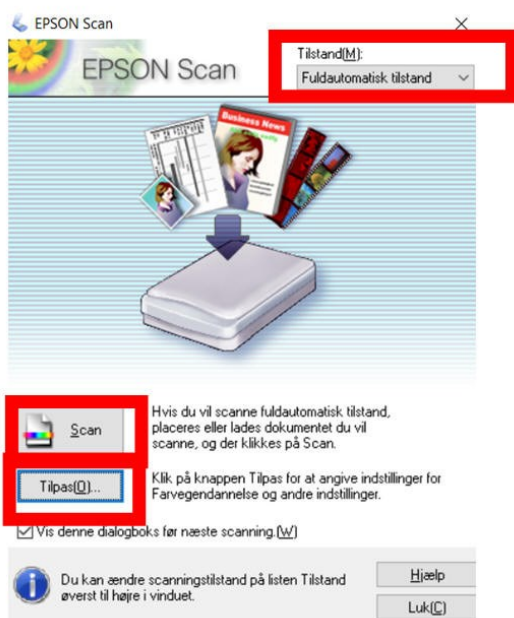 EPSON Scan
EPSON Scan
Tilstand(M):
Fuldautomatisk tilstand
Business News
Scan
Hvis du vil scanne fuldautomatisk tilstand,
placeres eller lades dokumentet du vil
scanne, og der klikkes på Scan.
Tilpas(O)...
Klik på knappen Tilpas for at angive indstillinger for
Farvegendannelse og andre indstillinger.
Vis denne dialogboks før næste scanning.(W)
Du kan ændre scanningstilstand på listen Tilstand
øverst til højre i vinduet.
Hjælp
Luk(C)